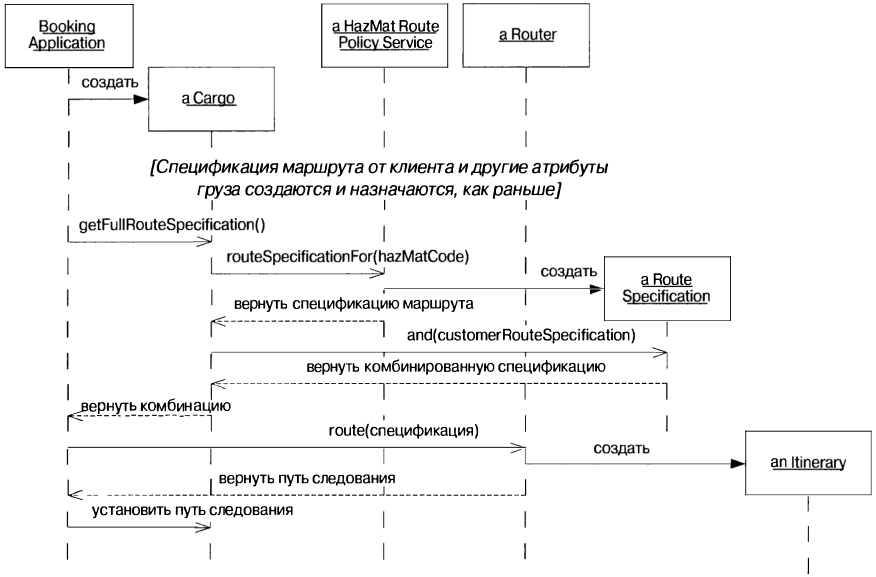 Booking
Application
a HazMat Route
Policy Service
a Router
создать
a Cargo
[Спецификация маршрута от клиента и другие атрибуты
груза создаются и назначаются, как раньше]
getFullRouteSpecification()
routeSpecificationFor(hazMatCode)
создать
a Route
Specification
вернуть спецификацию маршрута
and(customerRouteSpecification)
вернуть комбинированную спецификацию
вернуть комбинацию
route(спецификация)
создать
an Itinerary
вернуть путь следования
установить путь следования